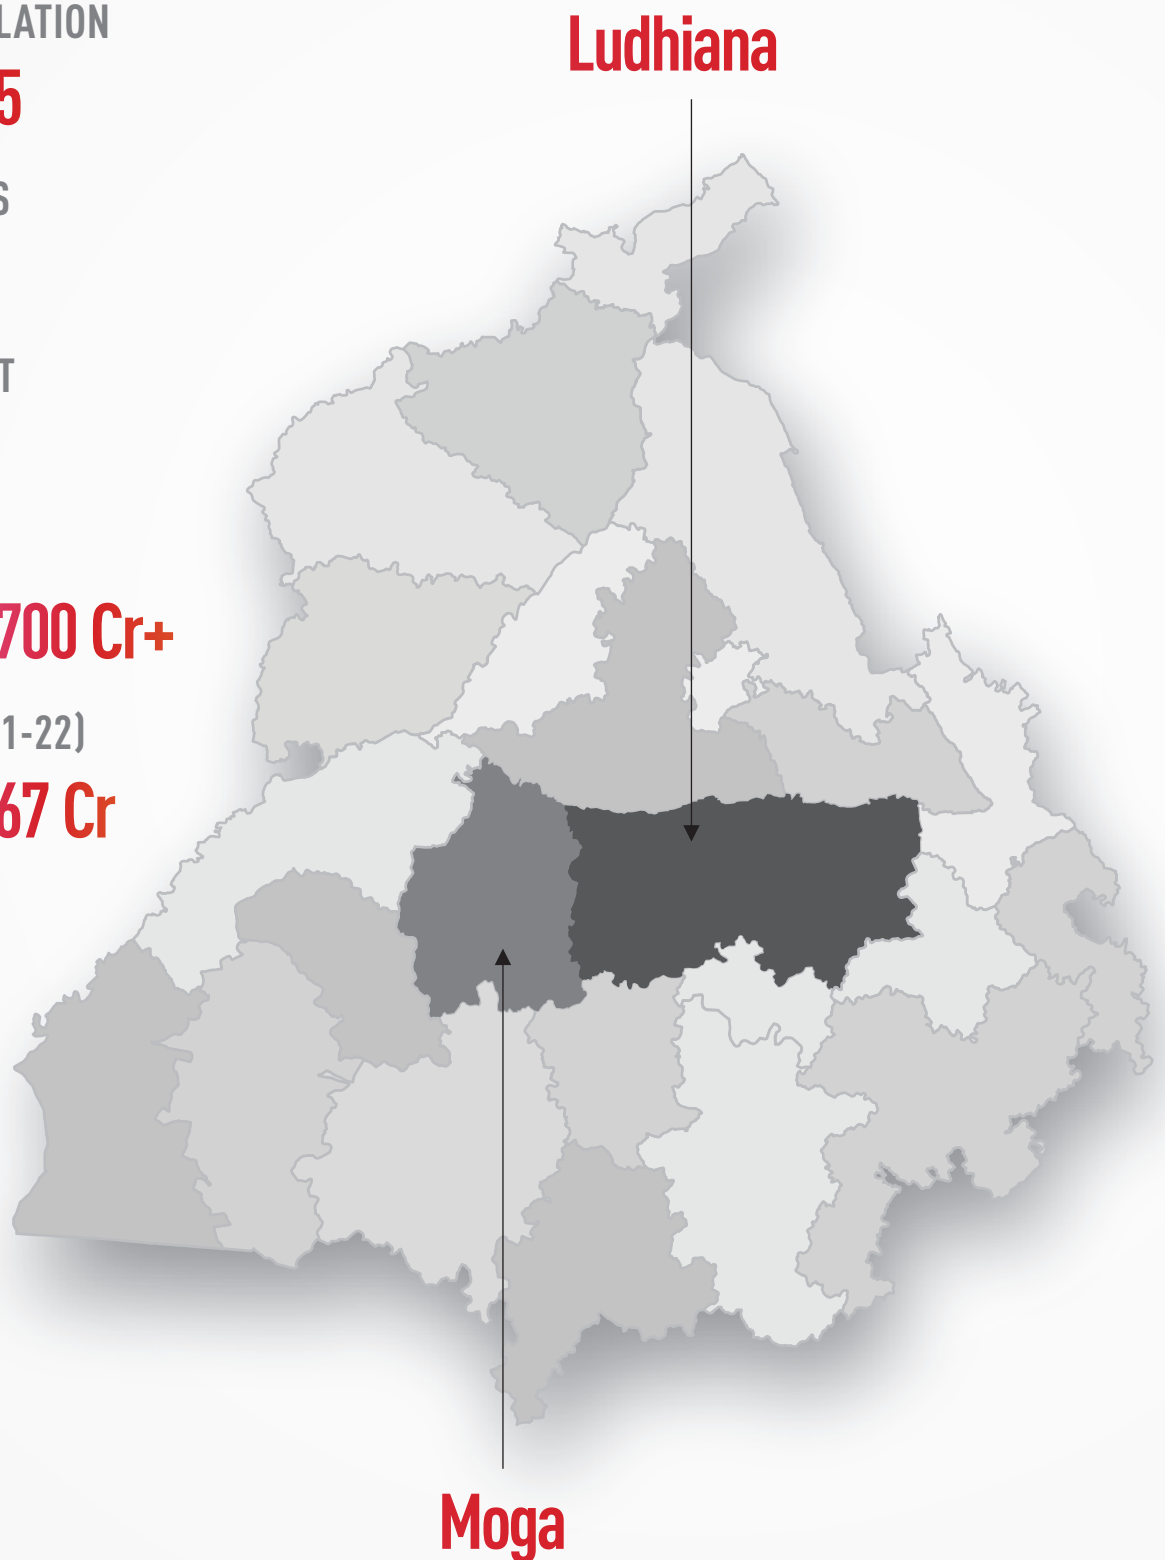 LATION
Ludhiana
5
S
T
700 Cr+
1-22)
67 Cr
Moga